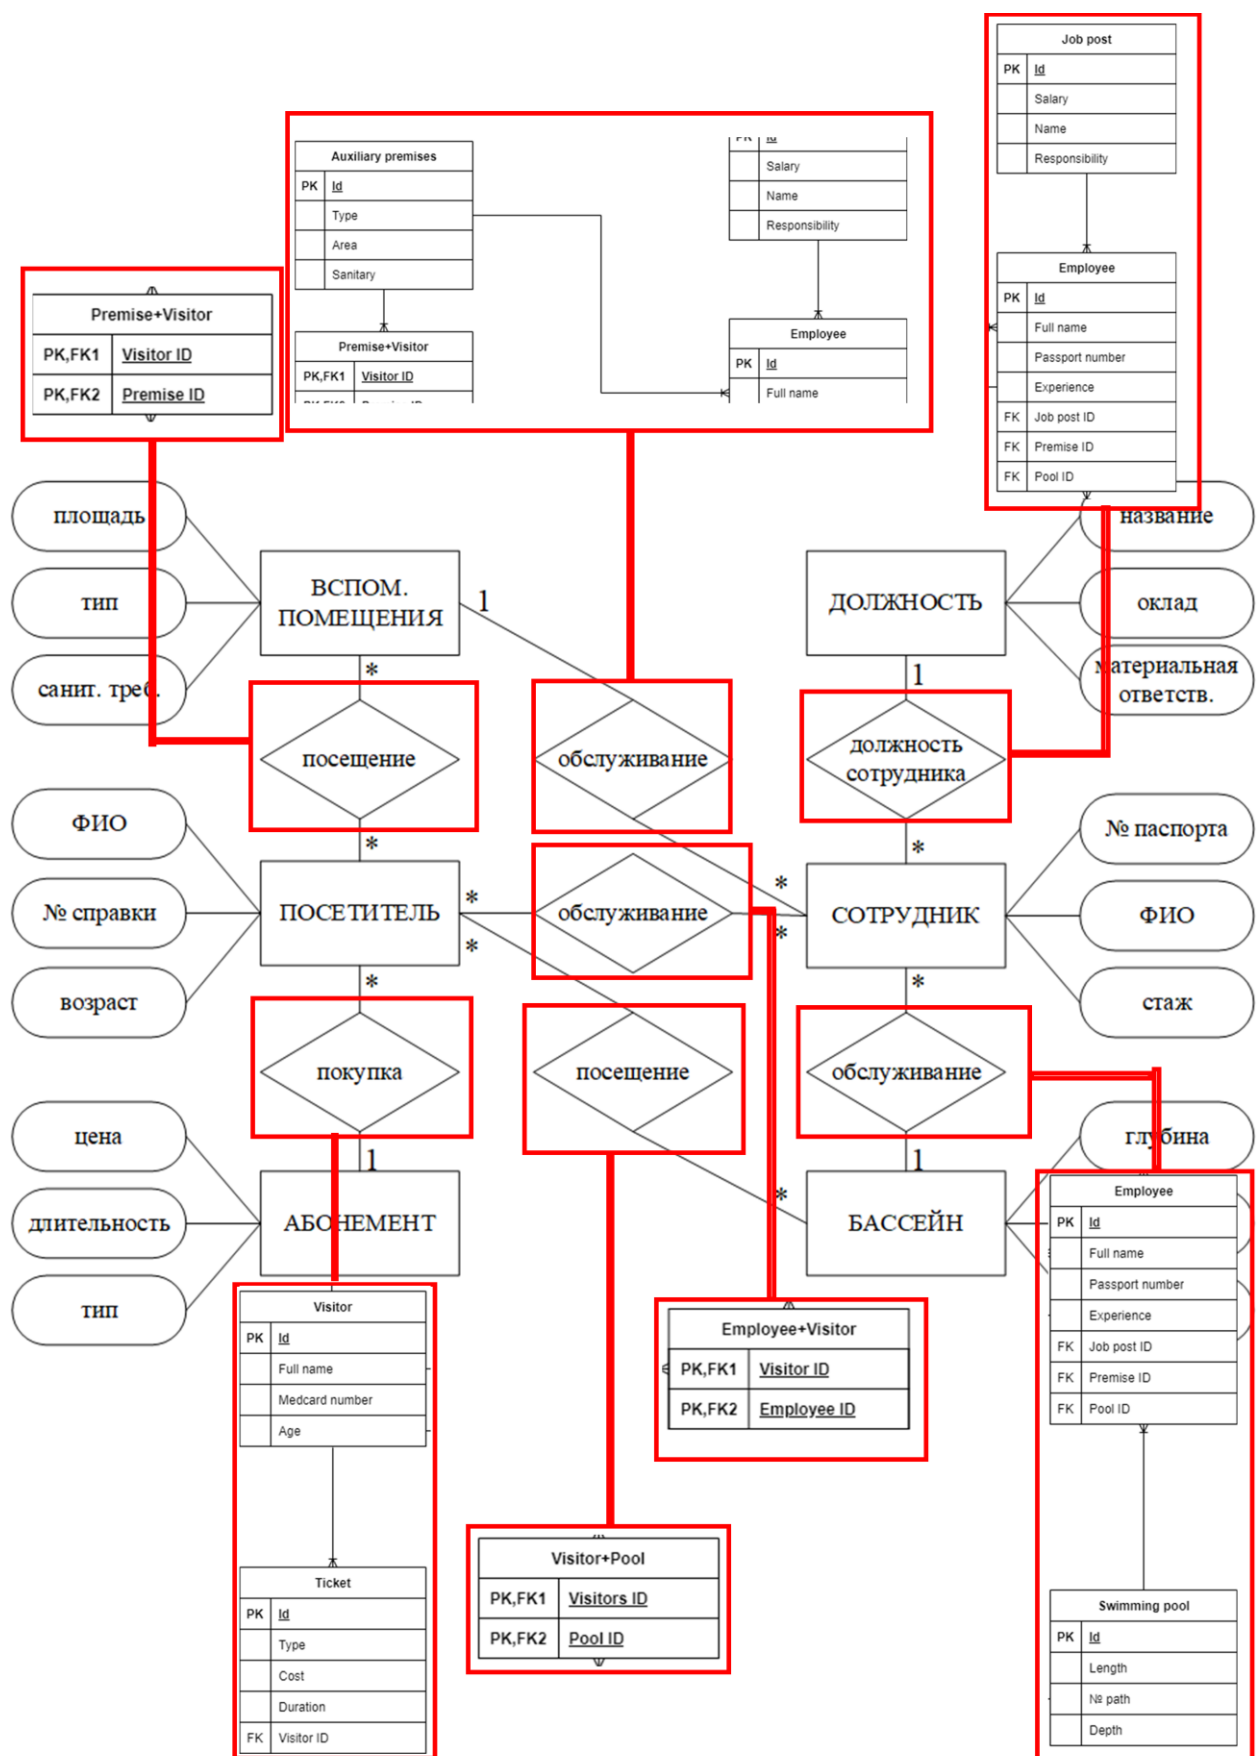 Job post
PK Id
Salary
Name
Responsibility
Employee
PK Id
Full name
Passport number
Experience
FK Job post ID
FK Premise ID
FK Pool ID
Auxiliary premises
PK Id
Type
Area
Sanitary
Premise+Visitor
PK,FK1 Visitor ID
PK,FK2 Premise ID
PK Id
Salary
Name
Responsibility
Employee
PK Id
Full name
Premise+Visitor
PK,FK1 Visitor ID
PK,FK2 Premise ID
площадь
тип
санит. треб.
ВСПОМ.
ПОМЕЩЕНИЯ
1
*
ДОЛЖНОСТЬ
1
название
оклад
материальная
ответств.
посещение
обслуживание
должность
сотрудника
*
*
*
ФИО
№ справки
возраст
ПОСЕТИТЕЛЬ
*
*
*
обслуживание
*
СОТРУДНИК
*
№ паспорта
ФИО
стаж
покупка
посещение
обслуживание
1
*
1
цена
длительность
тип
АБОНЕМЕНТ
БАССЕЙН
глубина
Visitor
PK Id
Full name
Medcard number
Age
Ticket
PK Id
Type
Cost
Duration
FK Visitor ID
Employee+Visitor
PK,FK1 Visitor ID
PK,FK2 Employee ID
Visitor+Pool
PK,FK1 Visitors ID
PK,FK2 Pool ID
Employee
PK Id
Full name
Passport number
Experience
FK Job post ID
FK Premise ID
FK Pool ID
Swimming pool
PK Id
Length
№ path
Depth